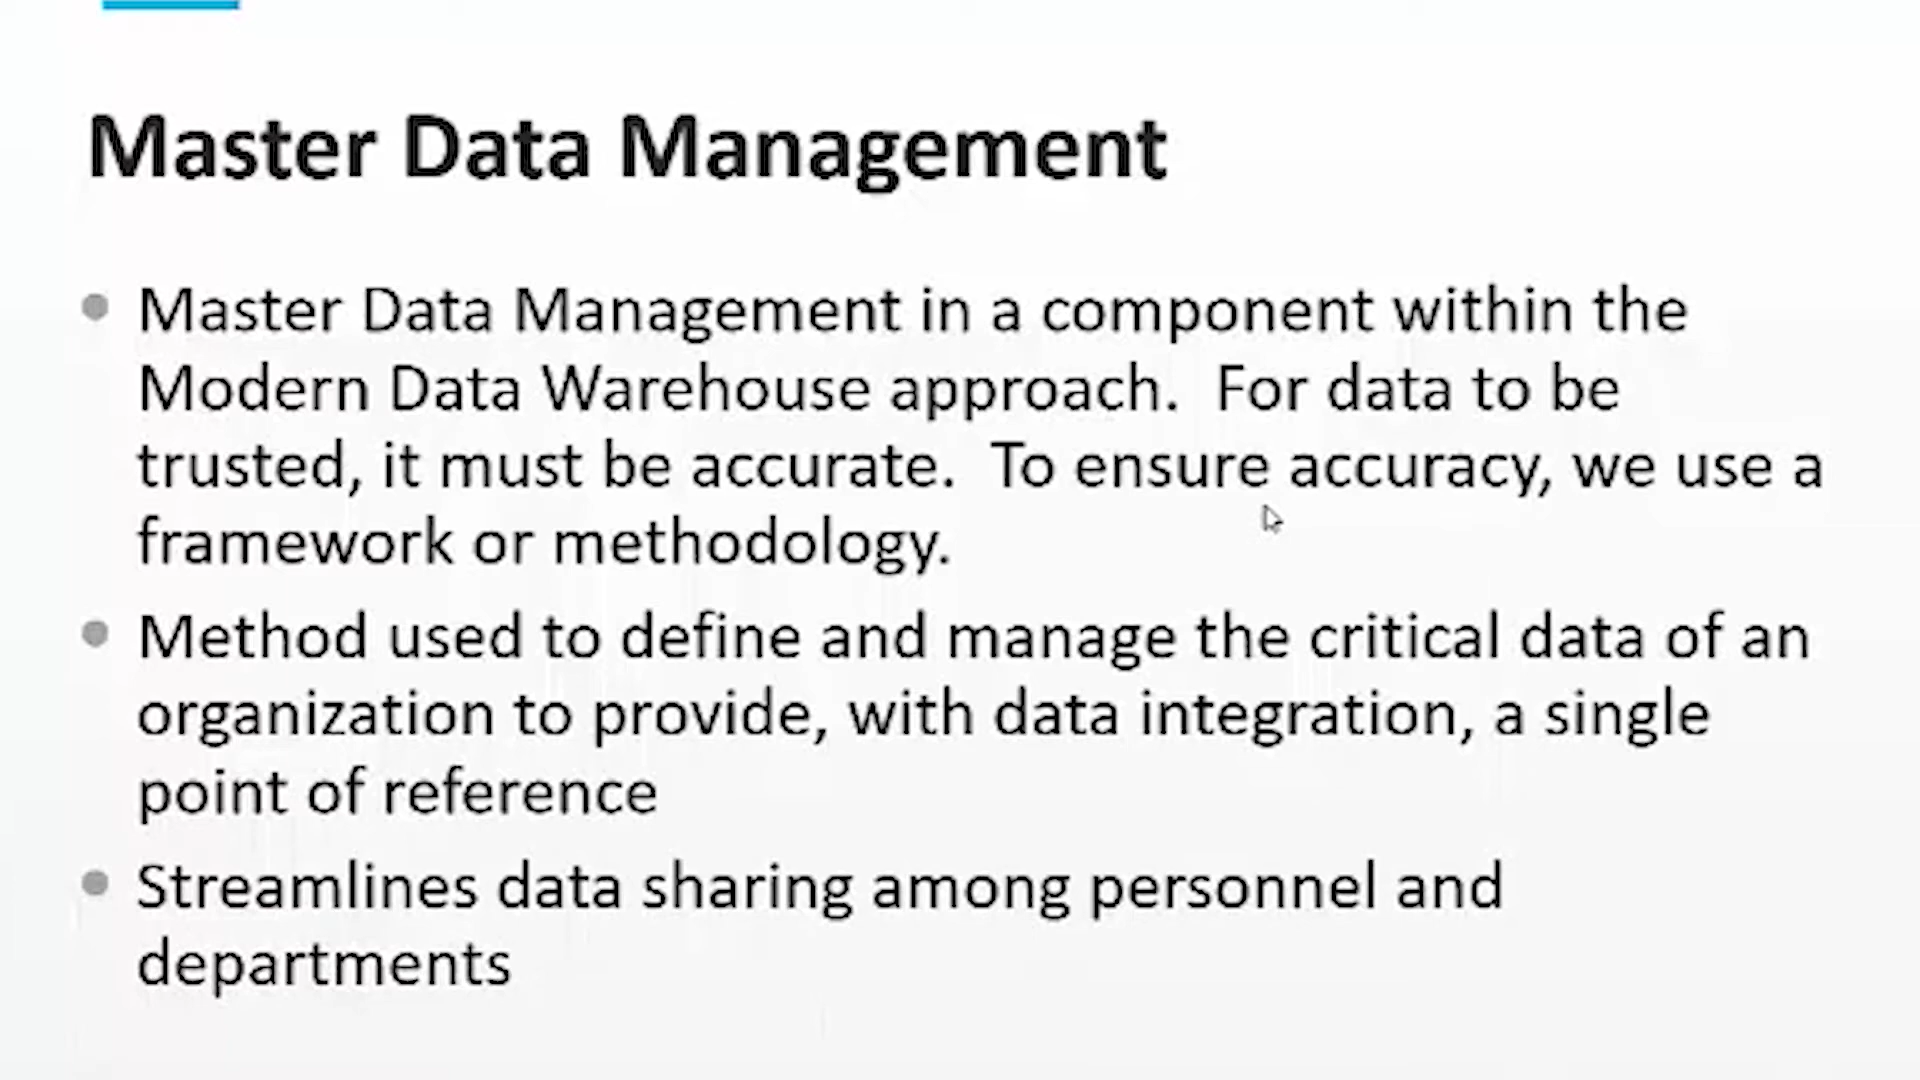 Master Data Management
Master Data Management in a component within the
Modern Data Warehouse approach.  For data to be
trusted, it must be accurate.  To ensure accuracy, we use a
framework or methodology.
Method used to define and manage the critical data of an
organization to provide, with data integration, a single
point of reference
Streamlines data sharing among personnel and
departments